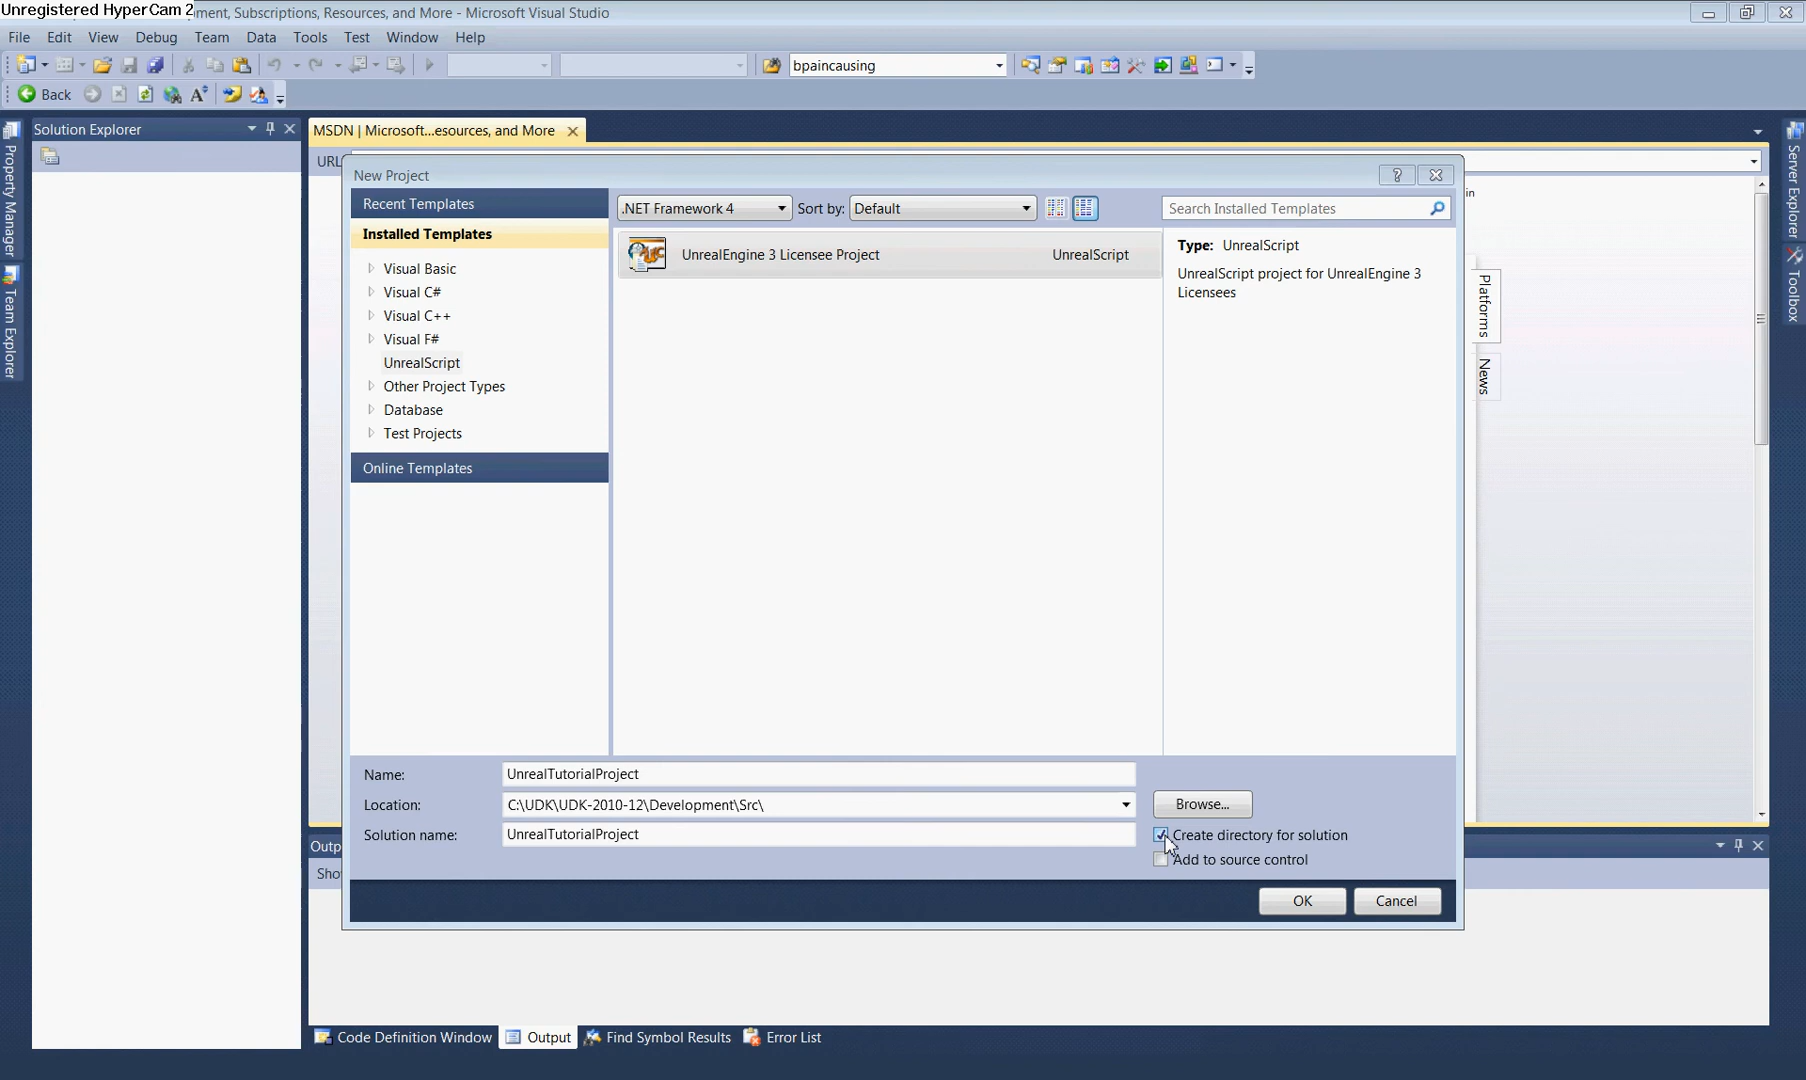 Unregistered HyperCam 2
ment, Subscriptions, Resources, and More - Microsoft Visual Studio
File Edit View Debug Team Data Tools Test Window Help
bpaincausing
Back
Property Manager
Team Explorer
Solution Explorer
MSDN | Microsoft...esources, and More
URL
in
Server Explorer
Toolbox
Platforms
News
New Project
Recent Templates
.NET Framework 4 Sort by: Default Search Installed Templates
Installed Templates
Visual Basic
Visual C#
Visual C++
Visual F#
UnrealScript
Other Project Types
Database
Test Projects
Online Templates
UnrealEngine 3 Licensee Project UnrealScript
Type: UnrealScript
UnrealScript project for UnrealEngine 3
Licensees
Name: UnrealTutorialProject
Location: C:\UDK\UDK-2010-12\Development\Src\ Browse...
Solution name: UnrealTutorialProject Create directory for solution
Add to source control
OK Cancel
Outp
Sho
Code Definition Window Output Find Symbol Results Error List